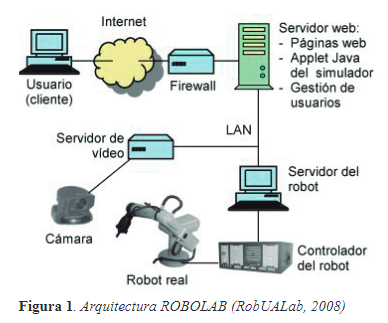 Internet
Usuario
(cliente)
Firewall
Servidor web:
- Páginas web
- Applet Java
del simulador
- Gestión de
usuarios
LAN
Servidor de
vídeo
Servidor del
robot
Cámara
Robot real
Controlador
del robot
Figura 1. Arquitectura ROBOLAB (RobUALab, 2008)